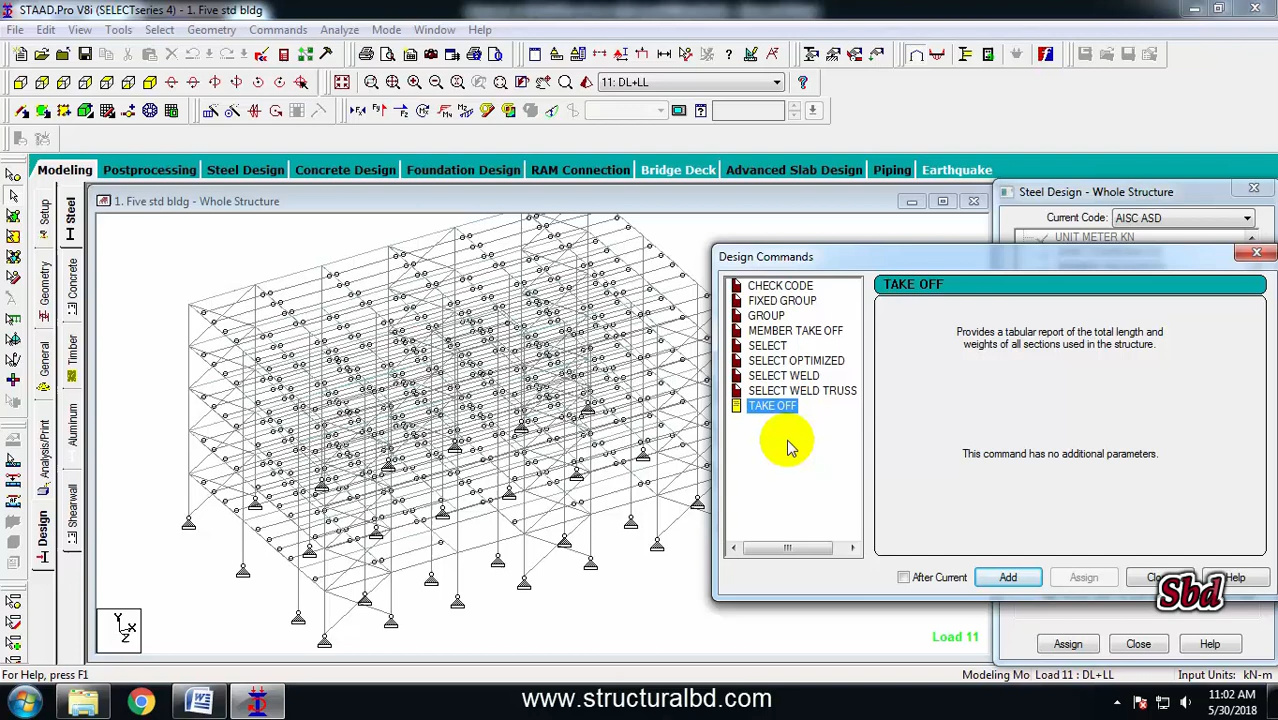 STAAD.Pro V8i (SELECTseries 4) - 1. Five std bldg
File Edit View Tools Select Geometry Commands Analyze Mode Window Help
11: DL+LL
Modeling Postprocessing Steel Design Concrete Design Foundation Design RAM Connection Bridge Deck Advanced Slab Design Piping Earthquake
Setup
Geometry
General
Analysis/Print
Design
Steel
Concrete
Timber
Aluminum
Shearwall
1. Five std bldg - Whole Structure
Load 11
Y
X
Z
Steel Design - Whole Structure
Current Code: AISC ASD
UNIT METER KN
Design Commands
CHECK CODE
FIXED GROUP
GROUP
MEMBER TAKE OFF
SELECT
SELECT OPTIMIZED
SELECT WELD
SELECT WELD TRUSS
TAKE OFF
TAKE OFF
Provides a tabular report of the total length and
weights of all sections used in the structure.
This command has no additional parameters.
After Current Add Assign Help
Sbd
Assign Close Help
For Help, press F1
Modeling Mo Load 11 : DL+LL Input Units: kN-m
www.structuralbd.com
11:02 AM
5/30/2018